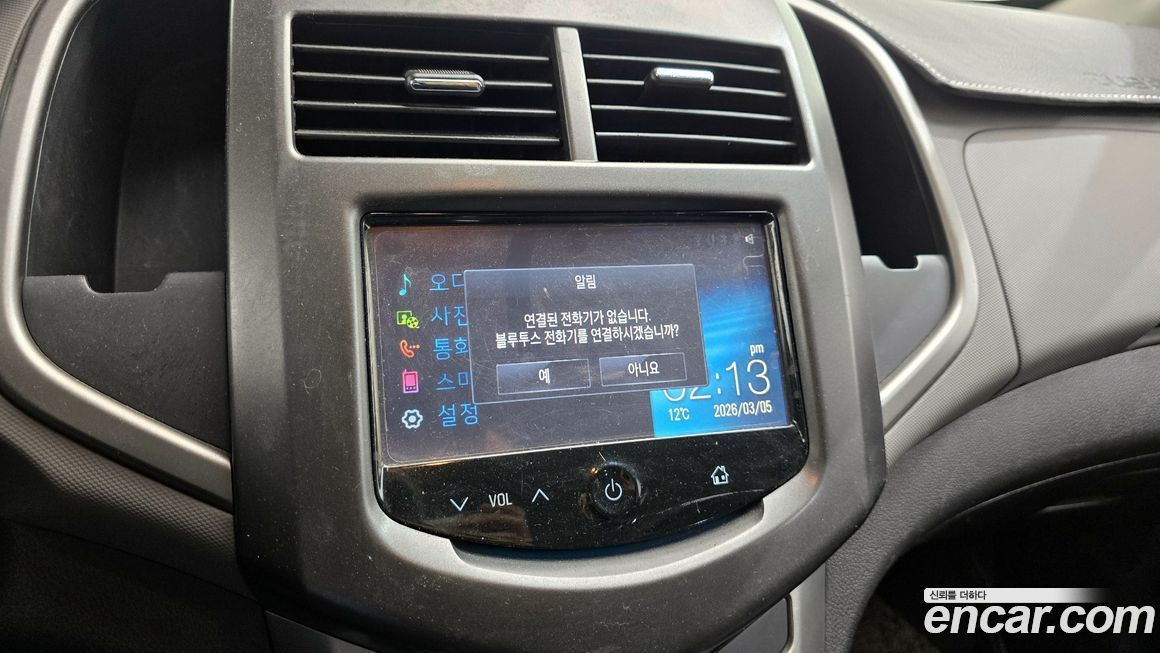 알림
연결된 전화기가 없습니다.
블루투스 전화기를 연결하시겠습니까?
예
아니요
사진
통화
설정
pm
02:13
12℃
2026/03/05
VOL
신뢰를 더하다
encar.com